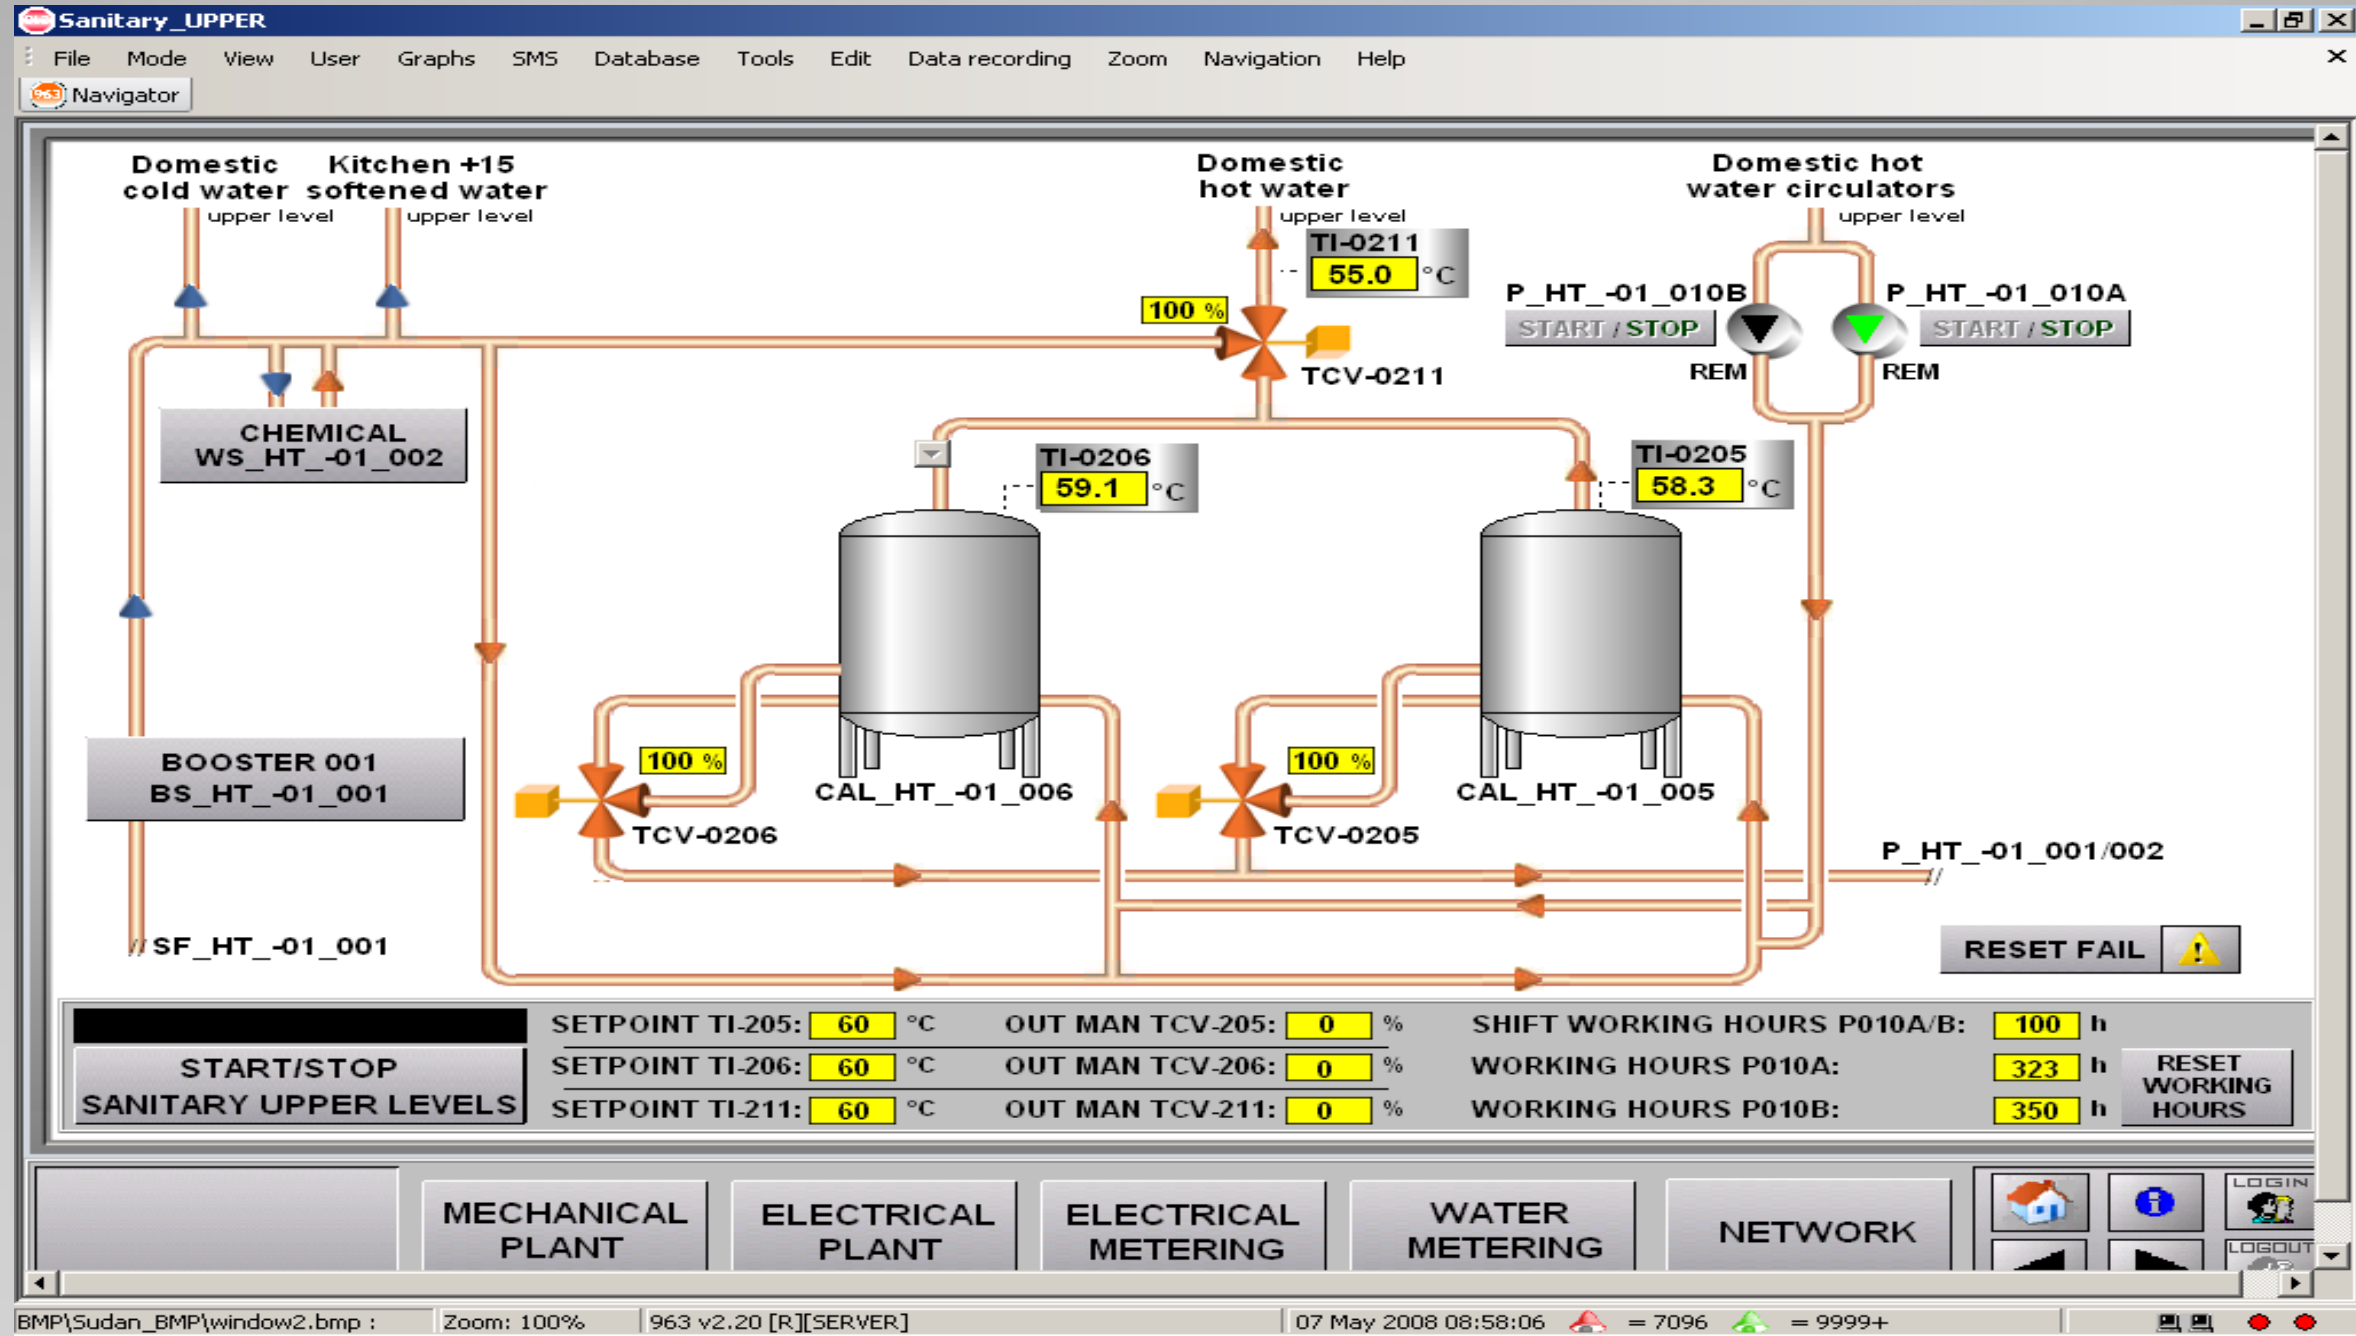 Sanitary_UPPER
File Mode View User Graphs SMS Database Tools Edit Data recording Zoom Navigation Help
963 Navigator
Domestic
cold water
upper level
Kitchen +15
softened water
upper level
Domestic
hot water
upper level
Domestic hot
water circulators
upper level
TI-0211
55.0 °C
100 %
TCV-0211
P_HT_-01_010B
START / STOP
REM
P_HT_-01_010A
START / STOP
REM
CHEMICAL
WS_HT_-01_002
TI-0206
59.1 °C
TI-0205
58.3 °C
BOOSTER 001
BS_HT_-01_001
100 %
TCV-0206
CAL_HT_-01_006
100 %
TCV-0205
CAL_HT_-01_005
P_HT_-01_001/002
//
// SF_HT_-01_001
RESET FAIL
START/STOP
SANITARY UPPER LEVELS
SETPOINT TI-205: 60 °C OUT MAN TCV-205: 0 % SHIFT WORKING HOURS P010A/B: 100 h
SETPOINT TI-206: 60 °C OUT MAN TCV-206: 0 % WORKING HOURS P010A: 323 h
SETPOINT TI-211: 60 °C OUT MAN TCV-211: 0 % WORKING HOURS P010B: 350 h
RESET
WORKING
HOURS
MECHANICAL
PLANT
ELECTRICAL
PLANT
ELECTRICAL
METERING
WATER
METERING
NETWORK
LOGIN
LOGOUT
BMP\Sudan_BMP\window2.bmp : Zoom: 100% 963 v2.20 [R][SERVER] 07 May 2008 08:58:06 = 7096 = 9999+